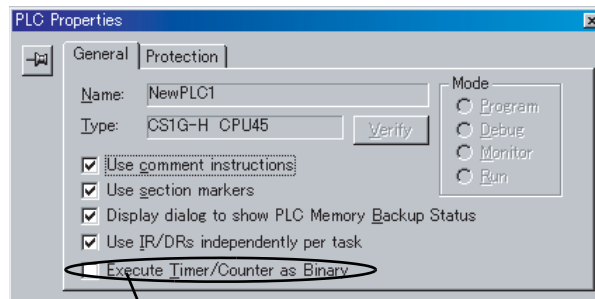 PLC Properties
General
Protection
Name:
NewPLC1
Type:
CS1G-H CPU45
Verify
Mode
Program
Debug
Monitor
Run
Use comment instructions
Use section markers
Display dialog to show PLC Memory Backup Status
Use IR/DRs independently per task
Execute Timer/Counter as Binary